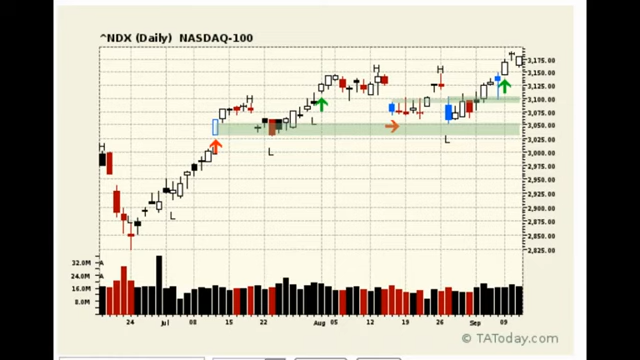 ^NDX (Daily) NASDAQ-100
H
H
H
H
L
L
L
L
3,175.00
3,150.00
3,125.00
3,100.00
3,075.00
3,050.00
3,025.00
3,000.00
2,975.00
2,950.00
2,925.00
2,900.00
2,875.00
2,850.00
2,825.00
32.0M A
24.0M A
16.0M
8.0M
24 Jul 08 15 22 Aug 05 12 19 26 Sep 09
© TAToday.com